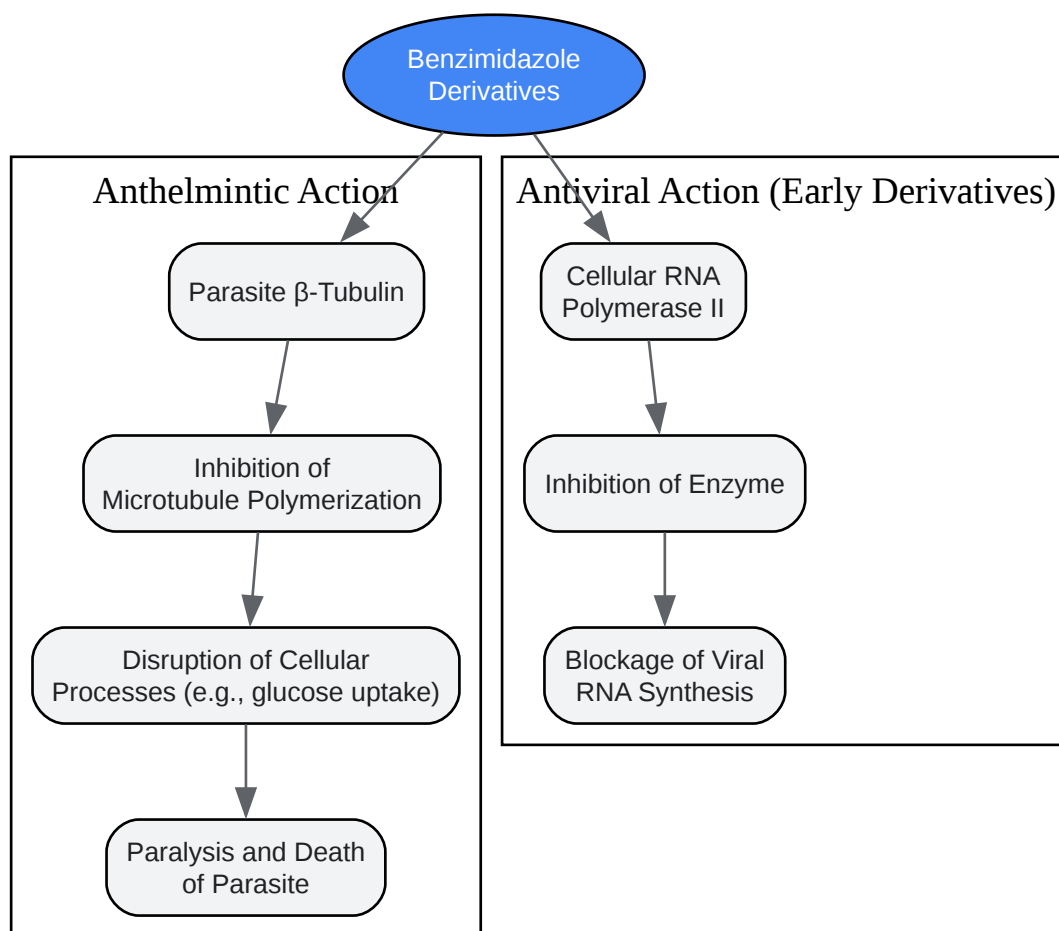 Benzimidazole
Derivatives
Anthelmintic Action
Parasite β-Tubulin
Inhibition of
Microtubule Polymerization
Disruption of Cellular
Processes (e.g., glucose uptake)
Paralysis and Death
of Parasite
Antiviral Action (Early Derivatives)
Cellular RNA
Polymerase II
Inhibition of Enzyme
Blockage of Viral
RNA Synthesis